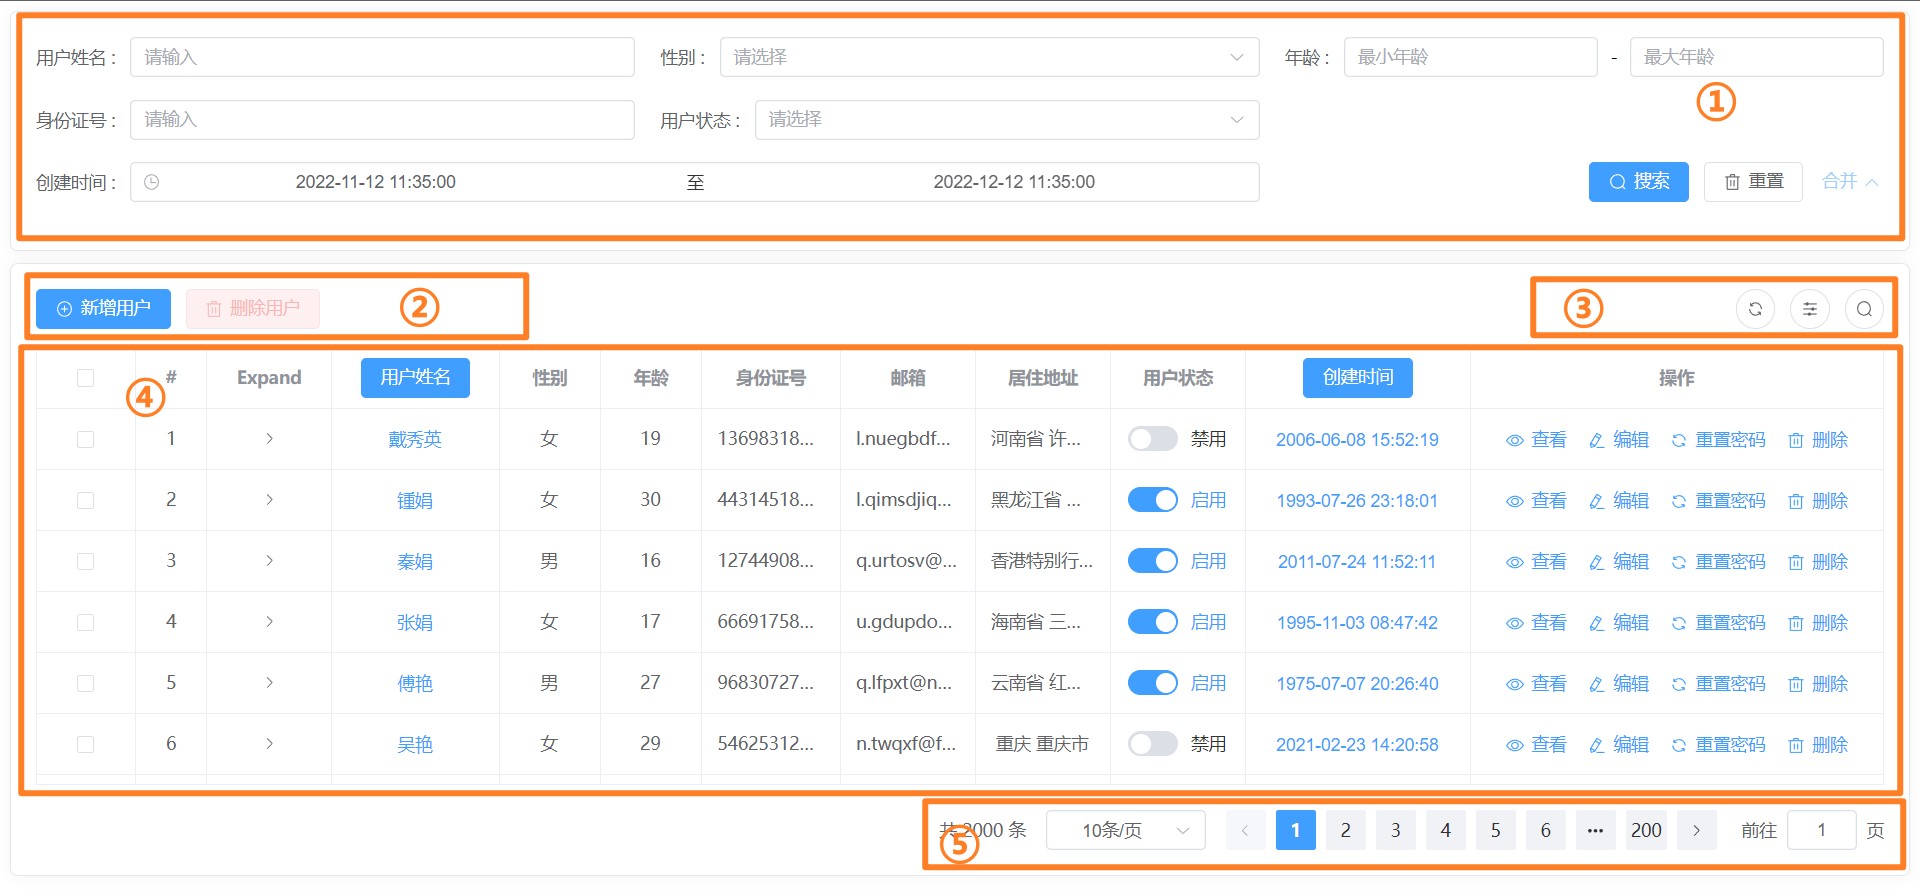 用户姓名 : 请输入 性别 : 请选择 年龄 : 最小年龄 - 最大年龄
①
身份证号 : 请输入 用户状态 : 请选择
创建时间 : 2022-11-12 11:35:00 至 2022-12-12 11:35:00 搜索 重置 合并
新增用户 删除用户 ② ③
# Expand 用户姓名 性别 年龄 身份证号 邮箱 居住地址 用户状态 创建时间 操作
④
1 戴秀英 女 19 13698318... l.nuegbdf... 河南省 许... 禁用 2006-06-08 15:52:19 查看 编辑 重置密码 删除
2 锺娟 女 30 44314518... l.qimsdjiq... 黑龙江省 ... 启用 1993-07-26 23:18:01 查看 编辑 重置密码 删除
3 秦娟 男 16 12744908... q.urtosv@... 香港特别行... 启用 2011-07-24 11:52:11 查看 编辑 重置密码 删除
4 张娟 女 17 66691758... u.gdupdo... 海南省 三... 启用 1995-11-03 08:47:42 查看 编辑 重置密码 删除
5 傅艳 男 27 96830727... q.lfpxt@n... 云南省 红... 启用 1975-07-07 20:26:40 查看 编辑 重置密码 删除
6 吴艳 女 29 54625312... n.twqxf@f... 重庆 重庆市 禁用 2021-02-23 14:20:58 查看 编辑 重置密码 删除
共 2000 条 10条/页 1 2 3 4 5 6 ••• 200 前往 1 页
⑤